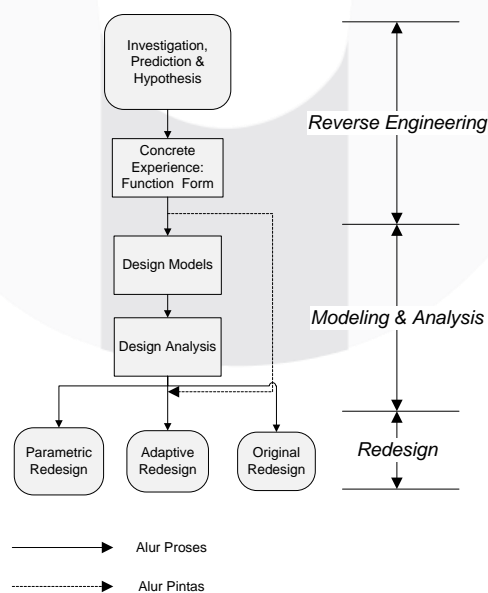 Investigation,
Prediction &
Hypothesis
Reverse Engineering
Concrete
Experience:
Function Form
Design Models
Modeling & Analysis
Design Analysis
Parametric
Redesign
Adaptive
Redesign
Original
Redesign
Redesign
Alur Proses
Alur Pintas